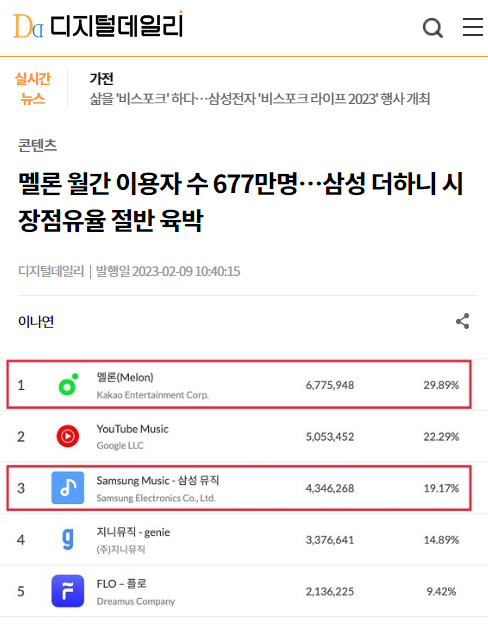 Dd 디지털데일리
실시간 뉴스
가전
삶을 '비스포크' 하다…삼성전자 '비스포크 라이프 2023' 행사 개최
콘텐츠
멜론 월간 이용자 수 677만명…삼성 더하니 시
장점유율 절반 육박
디지털데일리 | 발행일 2023-02-09 10:40:15
이나연
1 멜론(Melon) 6,775,948 29.89%
Kakao Entertainment Corp.
2 YouTube Music 5,053,452 22.29%
Google LLC
3 Samsung Music - 삼성 뮤직 4,346,268 19.17%
Samsung Electronics Co., Ltd.
4 지니뮤직 - genie 3,376,641 14.89%
(주)지니뮤직
5 FLO – 플로 2,136,225 9.42%
Dreamus Company